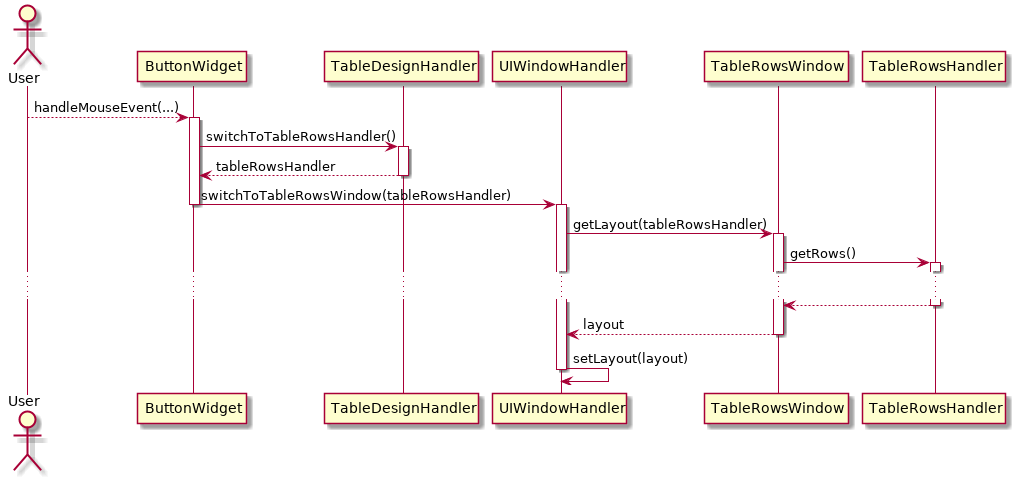 User
ButtonWidget
TableDesignHandler
UIWindowHandler
TableRowsWindow
TableRowsHandler
handleMouseEvent(...)
switchToTableRowsHandler()
tableRowsHandler
switchToTableRowsWindow(tableRowsHandler)
getLayout(tableRowsHandler)
getRows()
layout
setLayout(layout)
User
ButtonWidget
TableDesignHandler
UIWindowHandler
TableRowsWindow
TableRowsHandler